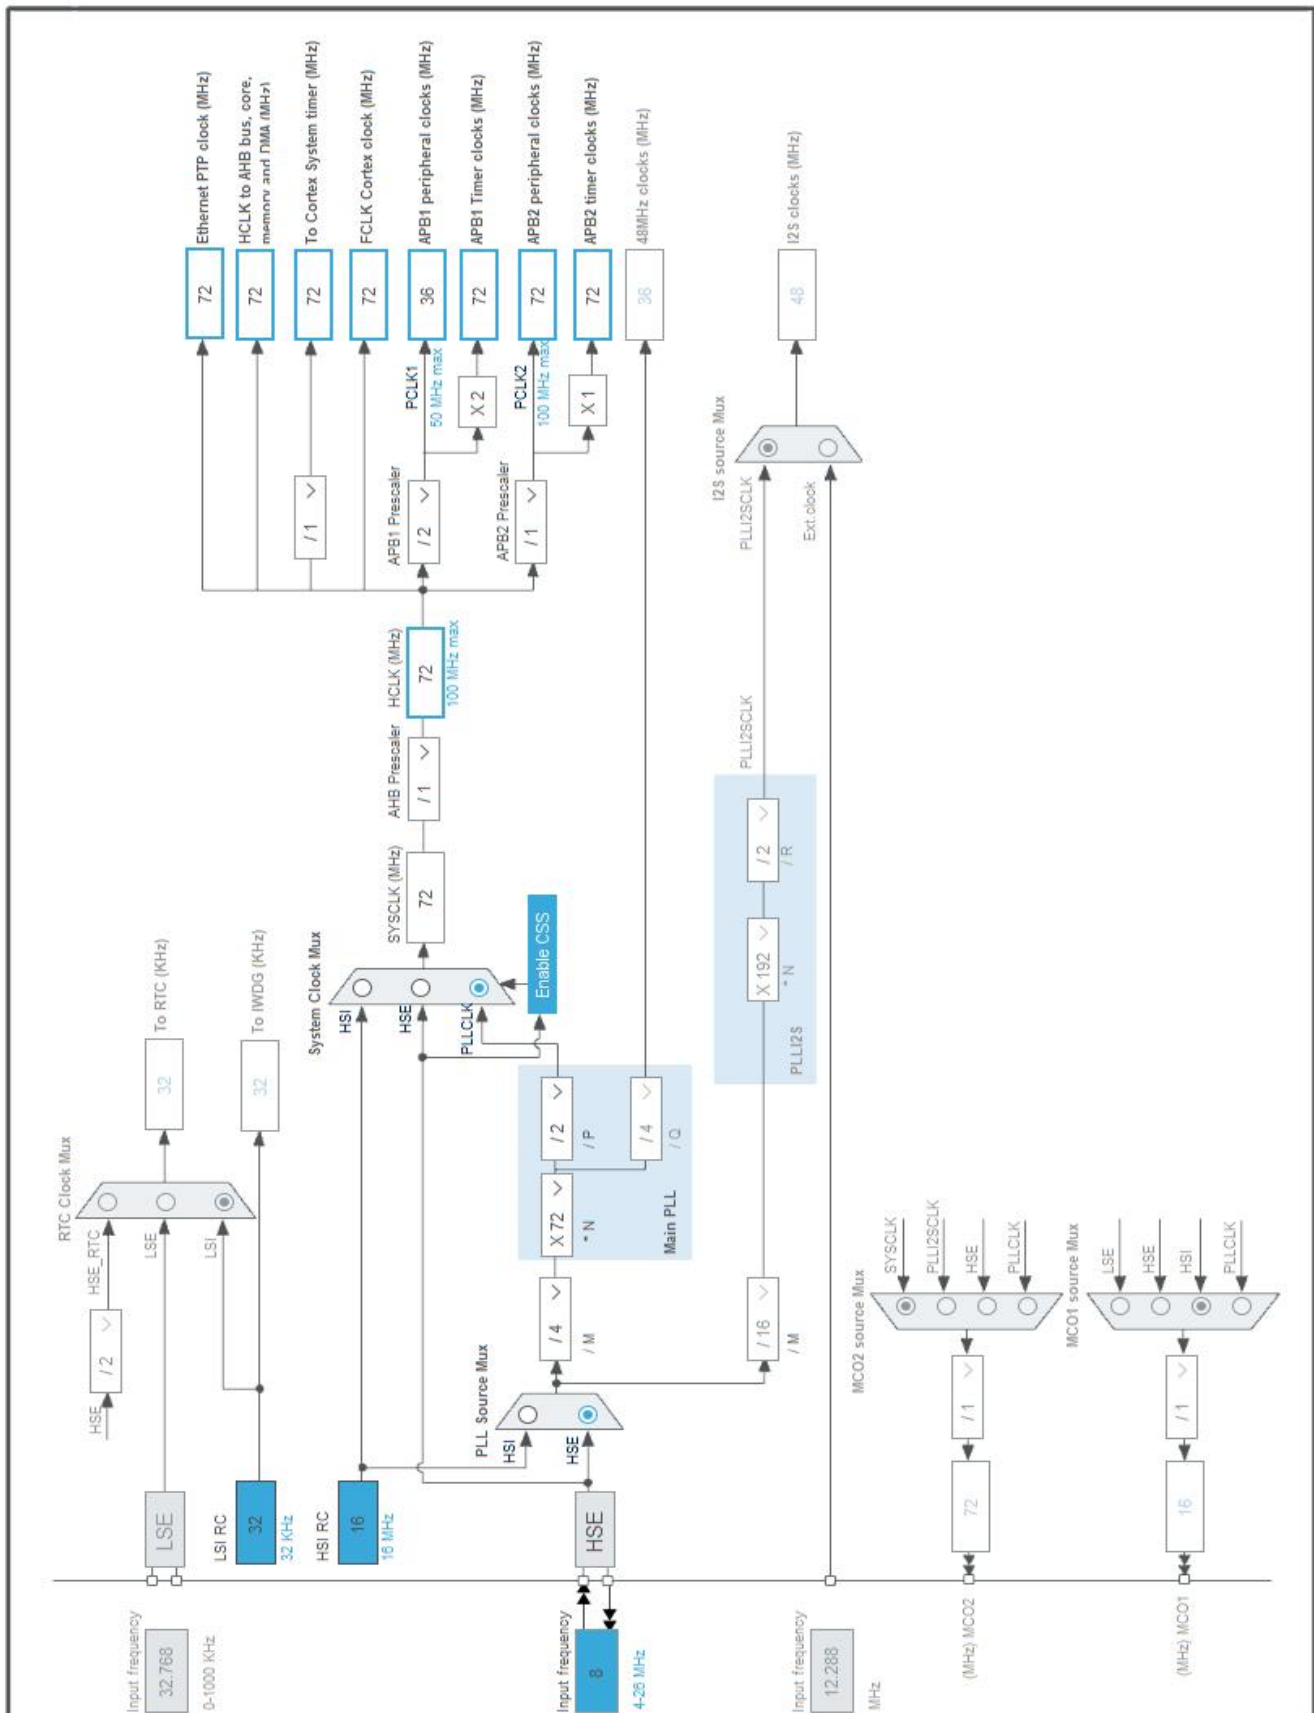 RTC Clock Mux
HSE
/ 2
HSE_RTC
Input frequency
32.768
0-1000 KHz
LSE
LSE
32
To RTC (KHz)
LSI RC
32
32 KHz
LSI
32
To IWDG (KHz)
HSI RC
16
16 MHz
System Clock Mux
HSI
HSE
PLLCLK
Enable CSS
SYSCLK (MHz)
72
AHB Prescaler
/ 1
HCLK (MHz)
72
100 MHz max
72
Ethernet PTP clock (MHz)
72
HCLK to AHB bus, core,
memory and DMA (MHz)
/ 1
72
To Cortex System timer (MHz)
72
FCLK Cortex clock (MHz)
APB1 Prescaler
/ 2
PCLK1
50 MHz max
36
APB1 peripheral clocks (MHz)
X 2
72
APB1 Timer clocks (MHz)
APB2 Prescaler
/ 1
PCLK2
100 MHz max
72
APB2 peripheral clocks (MHz)
X 1
72
APB2 timer clocks (MHz)
36
48MHz clocks (MHz)
PLL Source Mux
HSI
HSE
Input frequency
8
4-26 MHz
HSE
/ 4
/ M
X 72
* N
/ 2
/ P
/ 4
/ Q
Main PLL
/ 16
/ M
X 192
* N
/ 2
/ R
PLLI2S
PLLI2SCLK
I2S source Mux
PLLI2SCLK
Ext.clock
48
I2S clocks (MHz)
Input frequency
12.288
MHz
MCO2 source Mux
SYSCLK
PLLI2SCLK
HSE
PLLCLK
/ 1
72
(MHz) MCO2
MCO1 source Mux
LSE
HSE
HSI
PLLCLK
/ 1
16
(MHz) MCO1